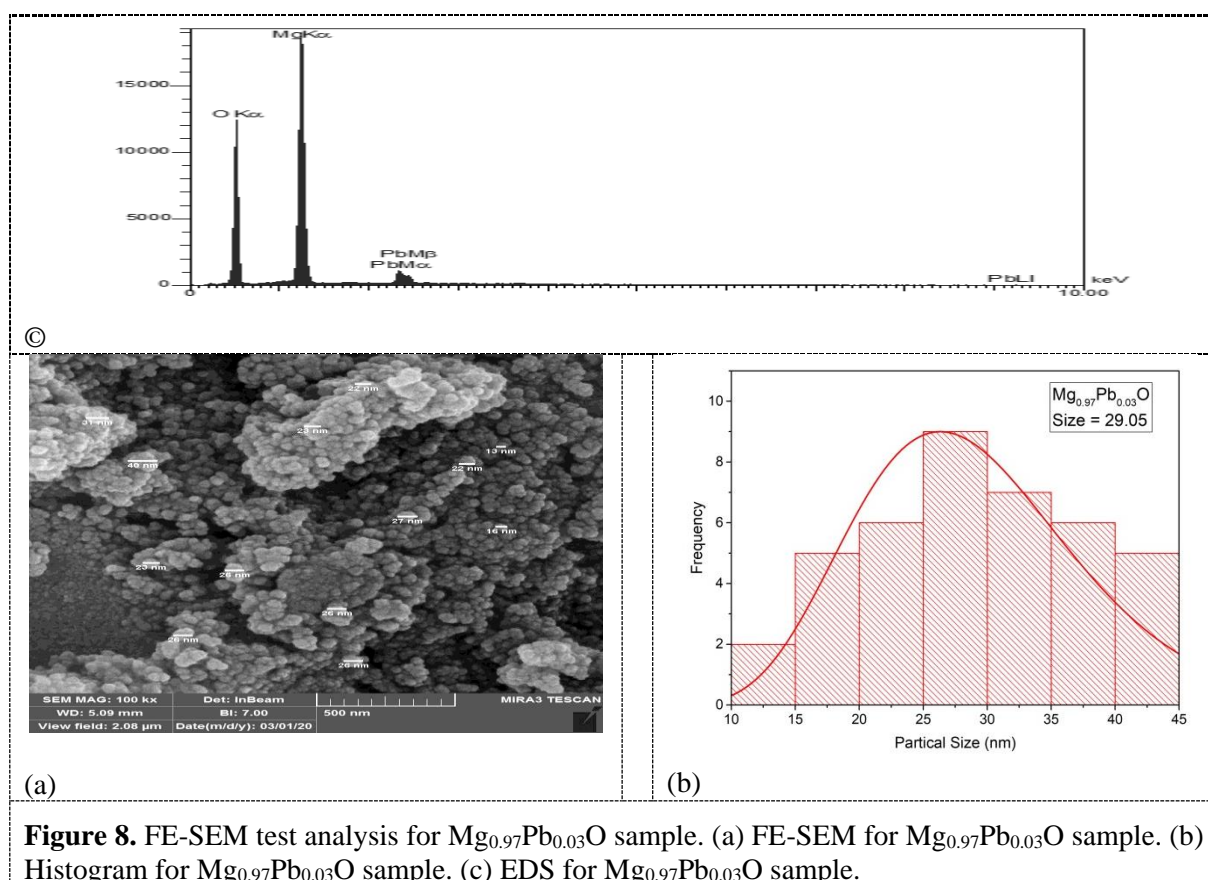 MgKα
15000
O Kα
10000
5000
PbMβ
PbMα
PbLl
0
0
10.00
keV
©
22 nm
31 nm
23 nm
13 nm
40 nm
22 nm
27 nm
16 nm
23 nm
26 nm
26 nm
26 nm
SEM MAG: 100 kx Det: InBeam MIRA3 TESCAN
WD: 5.09 mm BI: 7.00 500 nm
View field: 2.08 µm Date(m/d/y): 03/01/20
(a)
Mg0.97Pb0.03O
Size = 29.05
10
8
6
4
2
0
Frequency
10 15 20 25 30 35 40 45
Partical Size (nm)
(b)
Figure 8. FE-SEM test analysis for Mg0.97Pb0.03O sample. (a) FE-SEM for Mg0.97Pb0.03O sample. (b)
Histogram for Mg0.97Pb0.03O sample. (c) EDS for Mg0.97Pb0.03O sample.